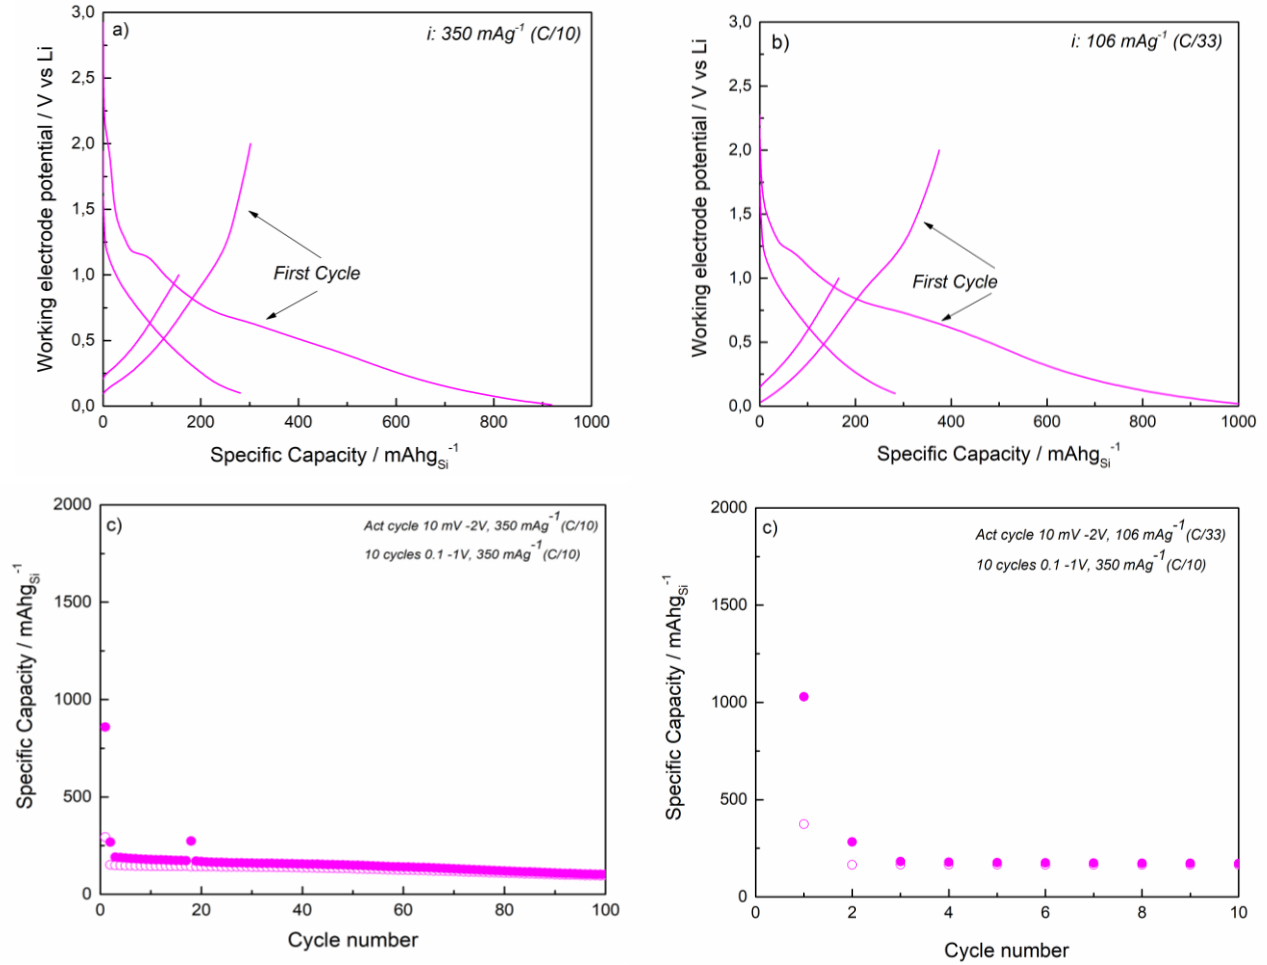 a)
i: 350 mAg⁻¹ (C/10)
3,0
2,5
2,0
1,5
1,0
0,5
0,0
Working electrode potential / V vs Li
First Cycle
0 200 400 600 800 1000
Specific Capacity / mAhg_Si⁻¹
b)
i: 106 mAg⁻¹ (C/33)
3,0
2,5
2,0
1,5
1,0
0,5
0,0
Working electrode potential / V vs Li
First Cycle
0 200 400 600 800 1000
Specific Capacity / mAhg_Si⁻¹
c)
Act cycle 10 mV -2V, 350 mAg⁻¹ (C/10)
10 cycles 0.1 -1V, 350 mAg⁻¹ (C/10)
2000
1500
1000
500
0
Specific Capacity / mAhg_Si⁻¹
0 20 40 60 80 100
Cycle number
c)
Act cycle 10 mV -2V, 106 mAg⁻¹ (C/33)
10 cycles 0.1 -1V, 350 mAg⁻¹ (C/10)
2000
1500
1000
500
0
Specific Capacity / mAhg_Si⁻¹
0 2 4 6 8 10
Cycle number